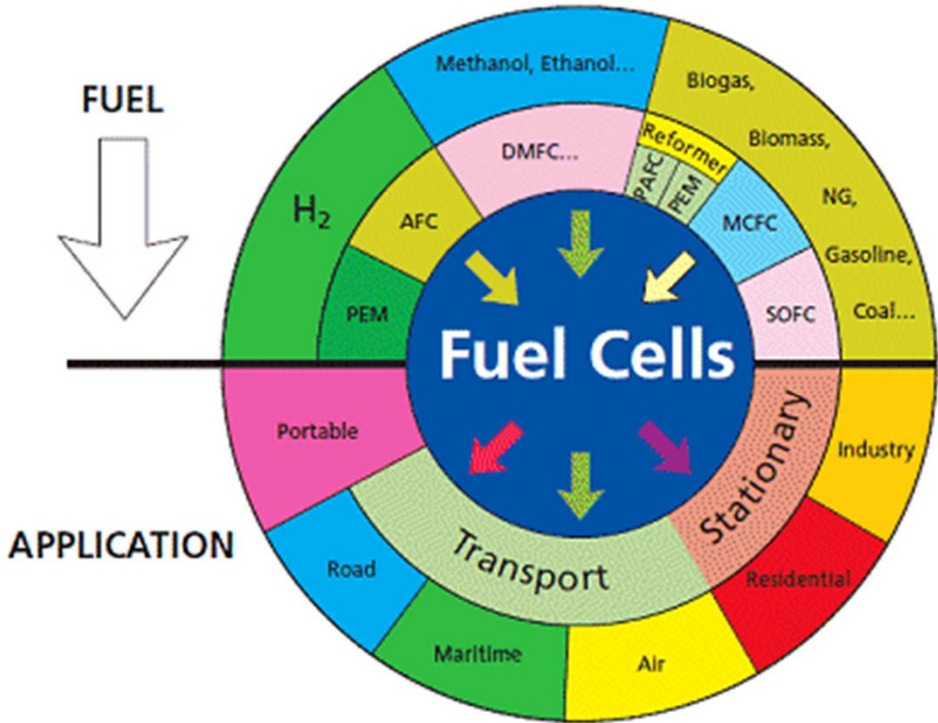 FUEL
Methanol, Ethanol...
Biogas,
Biomass,
NG,
Gasoline,
Coal...
H2
AFC
PEM
DMFC...
Reformer
PAFC
PEM
MCFC
SOFC
Fuel Cells
APPLICATION
Portable
Transport
Stationary
Road
Maritime
Air
Residential
Industry